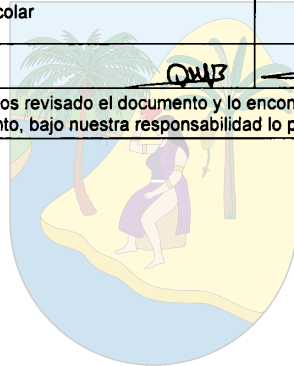 colar
os revisado el documento y lo encon
nto, bajo nuestra responsabilidad lo p